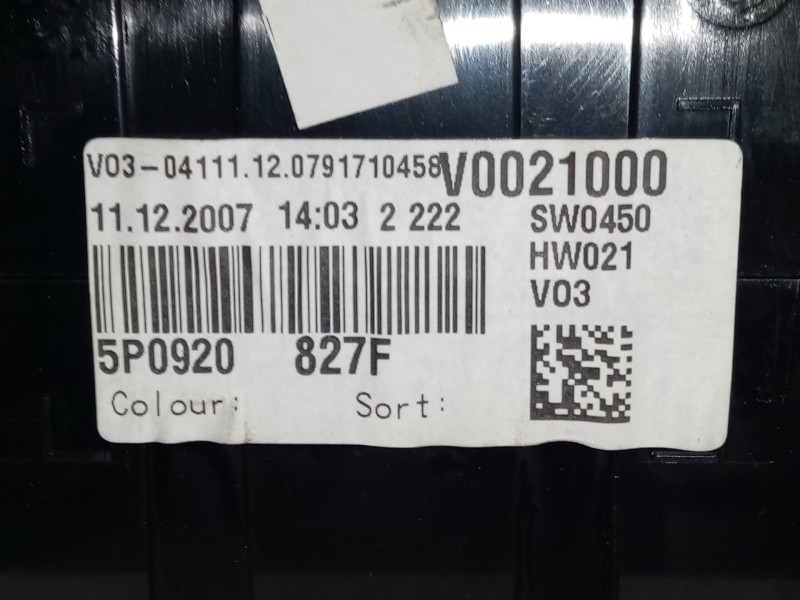 V03-04111.12.0791710458V0021000
11.12.2007 14:03 2 222 SW0450
HW021
V03
5P0920 827F
Colour: Sort: